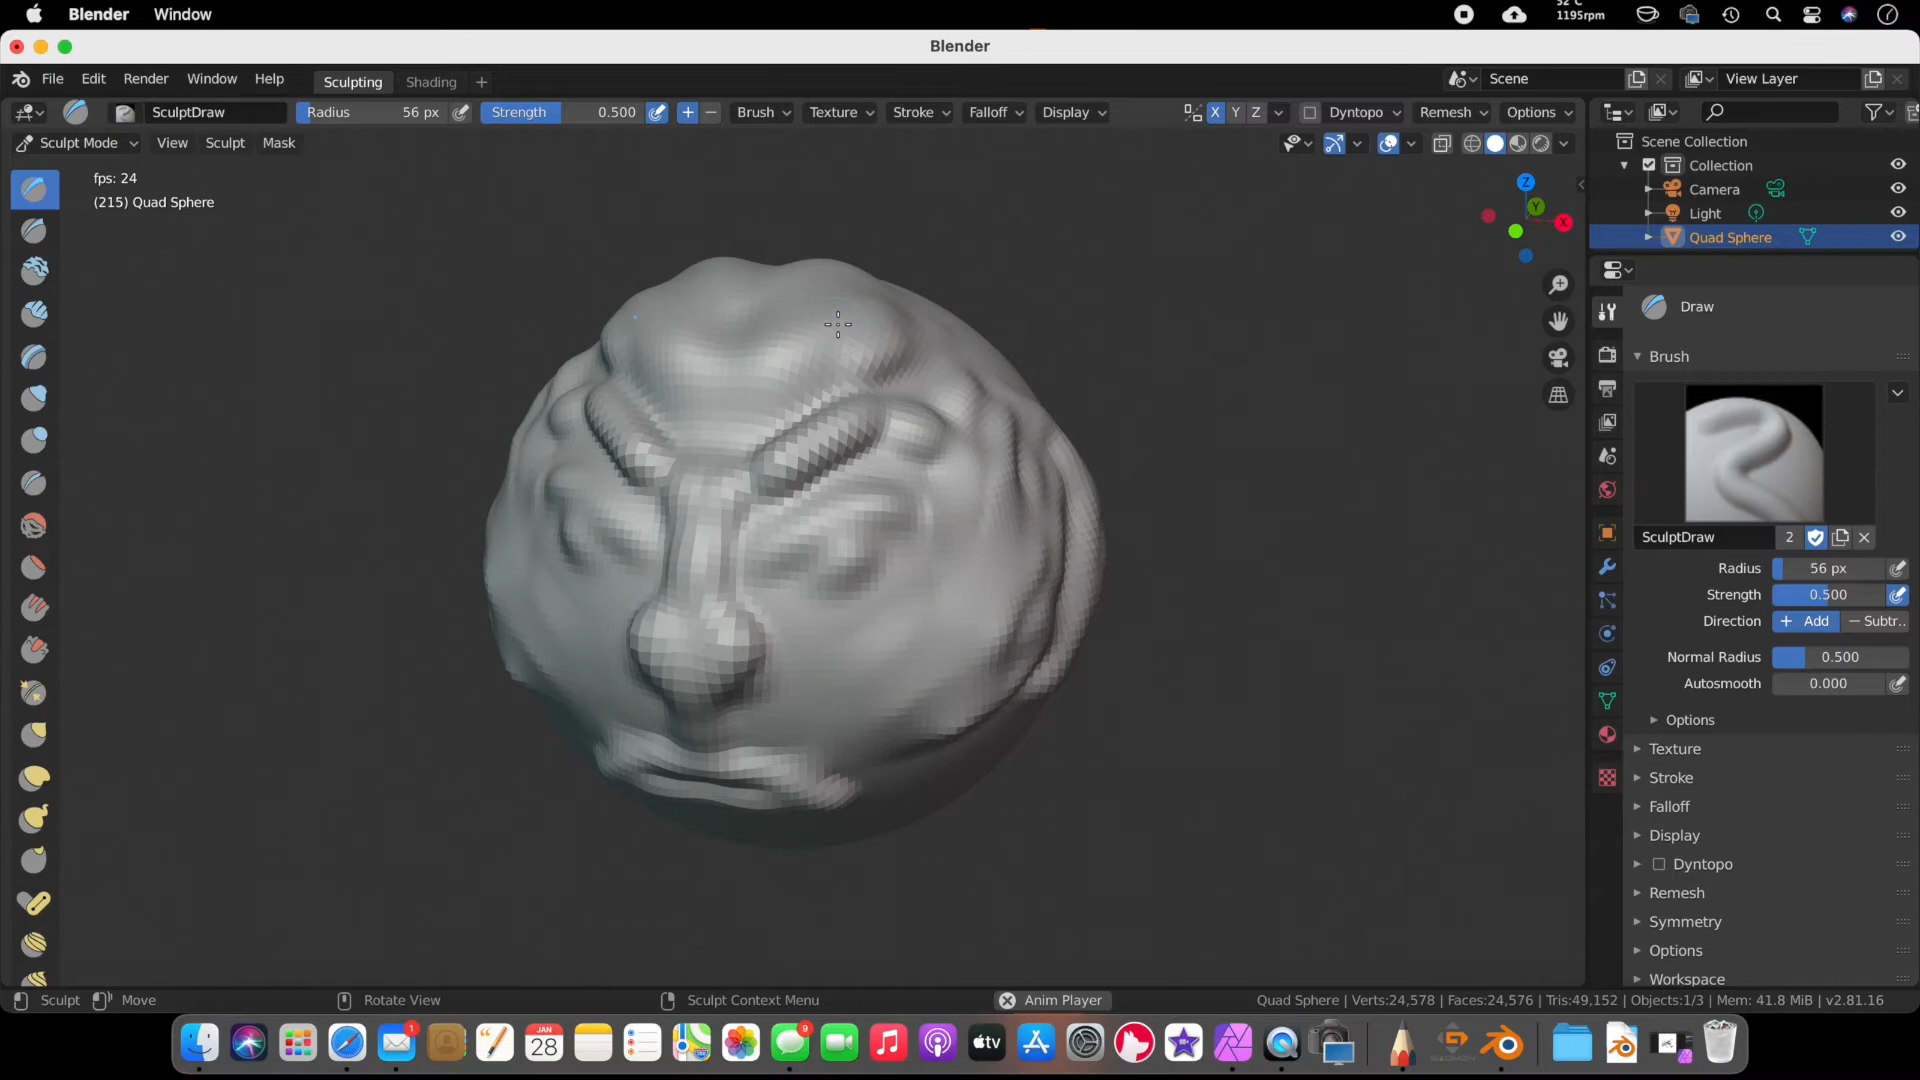 Blender Window
52°C
1195rpm
Blender
File Edit Render Window Help Sculpting Shading +
Scene
View Layer
SculptDraw Radius 56 px Strength 0.500 Brush Texture Stroke Falloff Display X Y Z Dyntopo Remesh Options
Sculpt Mode View Sculpt Mask
fps: 24
(215) Quad Sphere
Z
Y
X
Scene Collection
Collection
Camera
Light
Quad Sphere
Draw
Brush
SculptDraw 2
Radius 56 px
Strength 0.500
Direction + Add — Subtr..
Normal Radius 0.500
Autosmooth 0.000
Options
Texture
Stroke
Falloff
Display
Dyntopo
Remesh
Symmetry
Options
Workspace
Sculpt Move Rotate View Sculpt Context Menu Anim Player Quad Sphere | Verts:24,578 | Faces:24,576 | Tris:49,152 | Objects:1/3 | Mem: 41.8 MiB | v2.81.16
1
JAN
28
9
tv